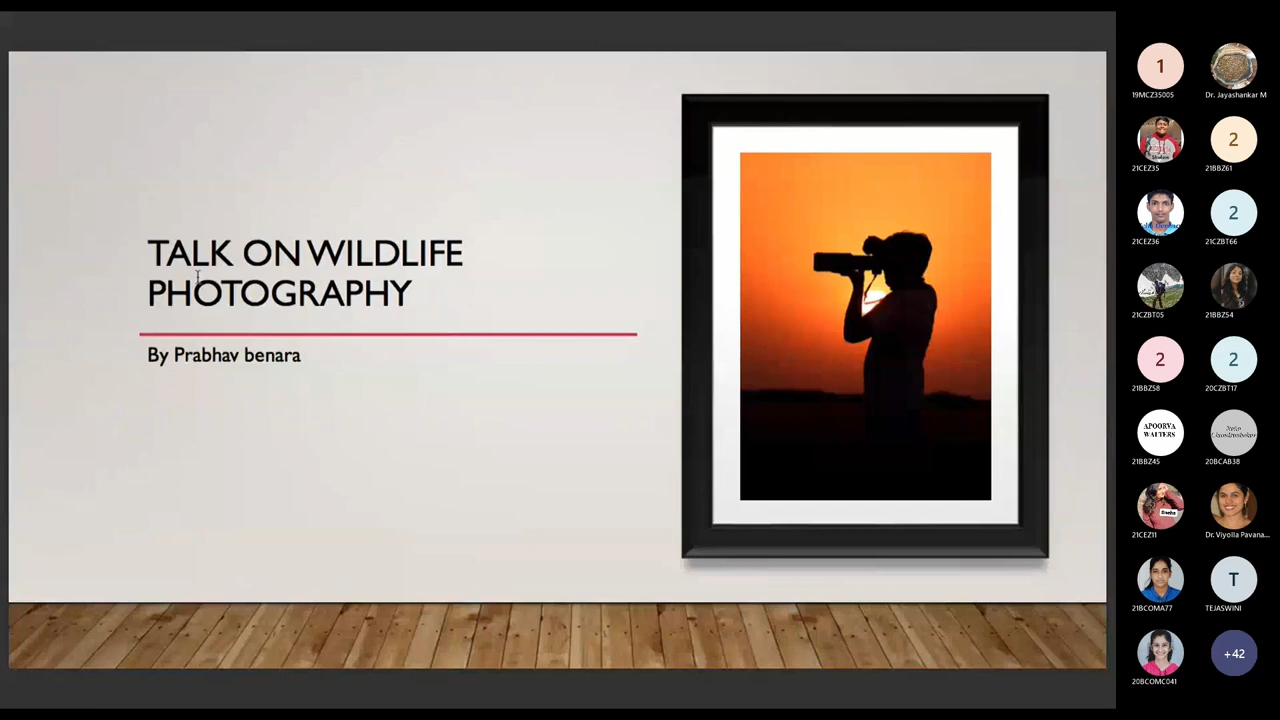 TALK ON WILDLIFE
PHOTOGRAPHY
By Prabhav benara
1
19MCZ35005
Dr. Jayashankar M
21CEZ35
2
21BBZ61
21CEZ36
2
21CZBT66
21CZBT05
21BBZ54
2
21BBZ58
2
20CZBT17
APOORVA
WALTERS
21BBZ45
20BCAB38
21CEZ11
Dr. Viyolla Pavana...
21BCOMA77
T
TEJASWINI
20BCOMC041
+42